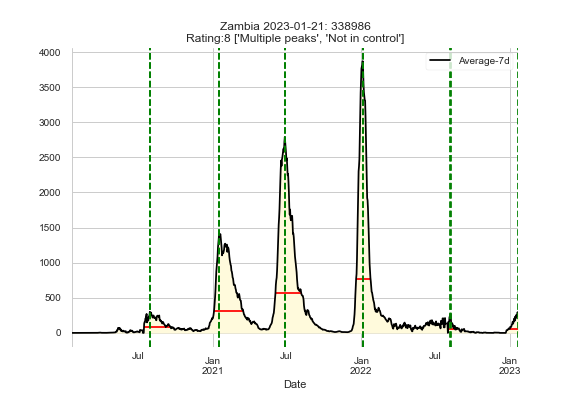 Zambia 2023-01-21: 338986
Rating:8 ['Multiple peaks', 'Not in control']
Average-7d
4000
3500
3000
2500
2000
1500
1000
500
0
Jul Jan Jul Jan Jul Jan
2021 2022 2023
Date